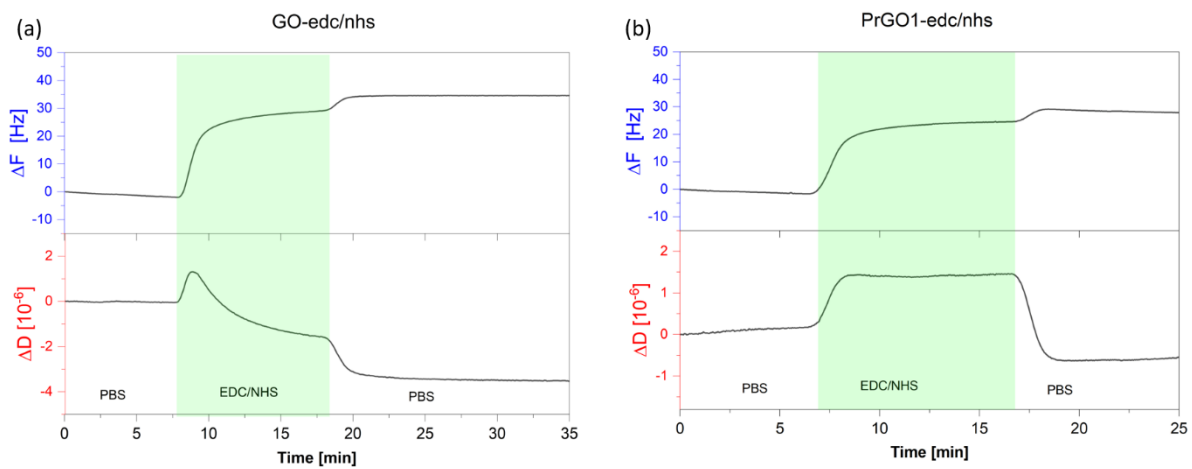 (a)
GO-edc/nhs
50
40
30
20
10
0
-10
ΔF [Hz]
2
0
-2
-4
ΔD [10⁻⁶]
PBS
EDC/NHS
PBS
0 5 10 15 20 25 30 35
Time [min]
(b)
PrGO1-edc/nhs
50
40
30
20
10
0
-10
ΔF [Hz]
2
1
0
-1
ΔD [10⁻⁶]
PBS
EDC/NHS
PBS
0 5 10 15 20 25
Time [min]